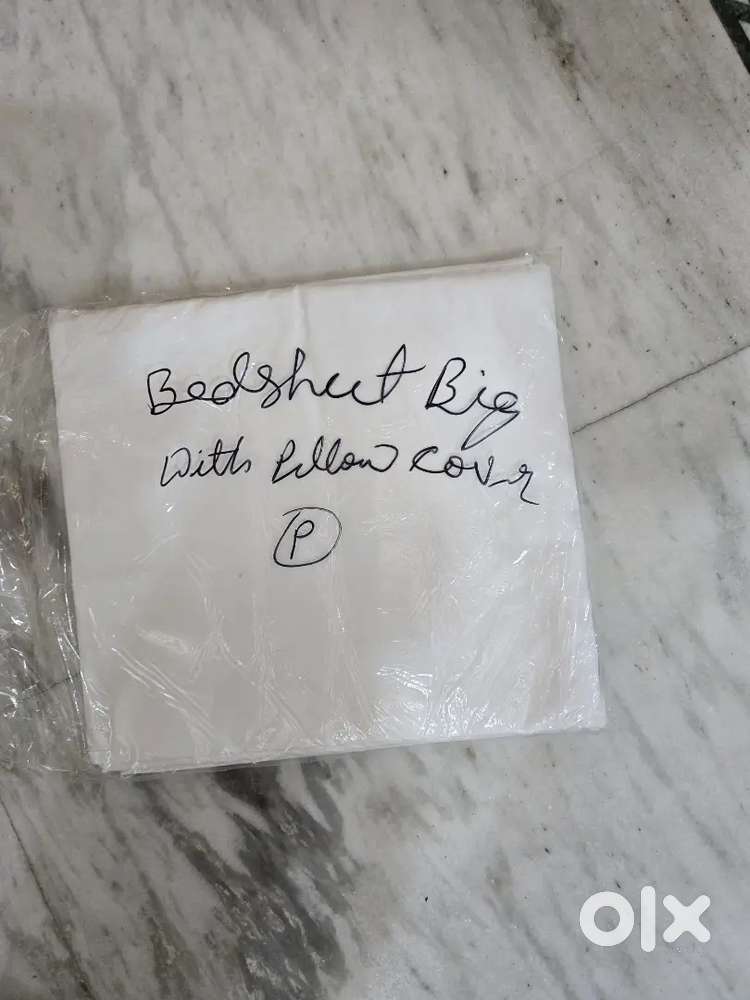 Bedsheet Big
With Pillow cover
P
olx